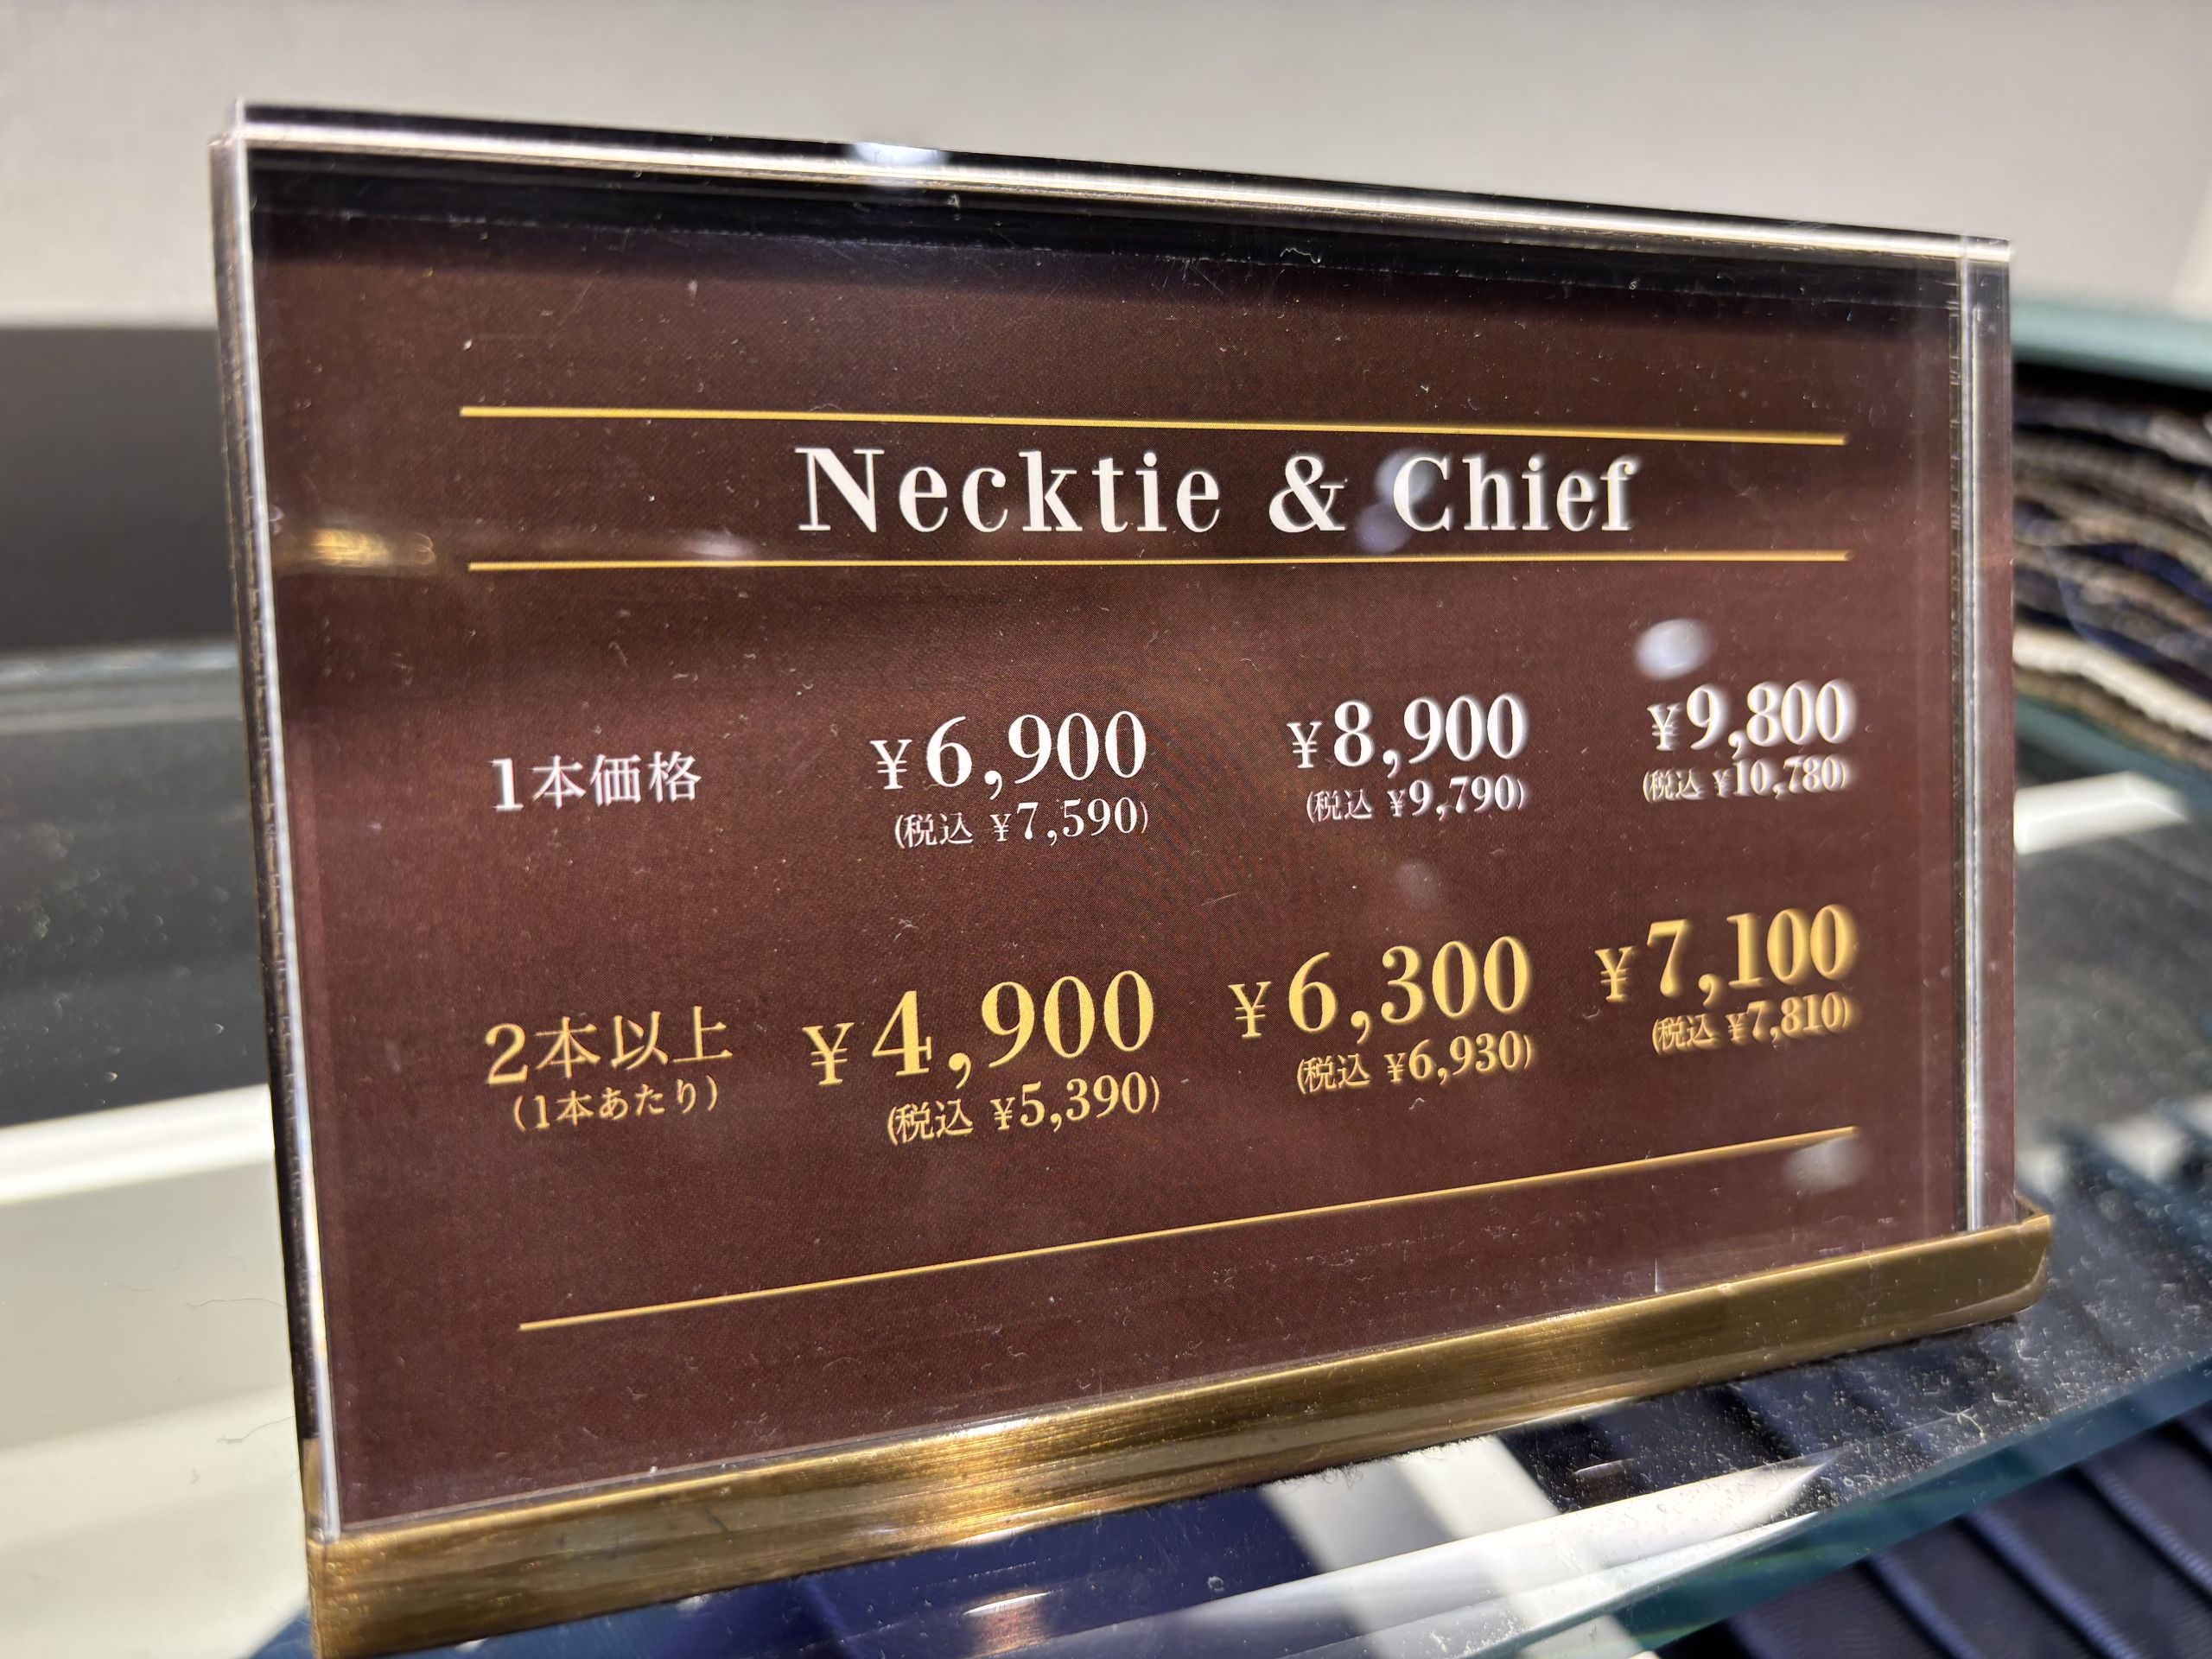 Necktie & Chief
1本価格 ¥6,900 ¥8,900 ¥9,800
(税込 ¥7,590) (税込 ¥9,790) (税込 ¥10,780)
2本以上 ¥4,900 ¥6,300 ¥7,100
(1本あたり) (税込 ¥5,390) (税込 ¥6,930) (税込 ¥7,810)